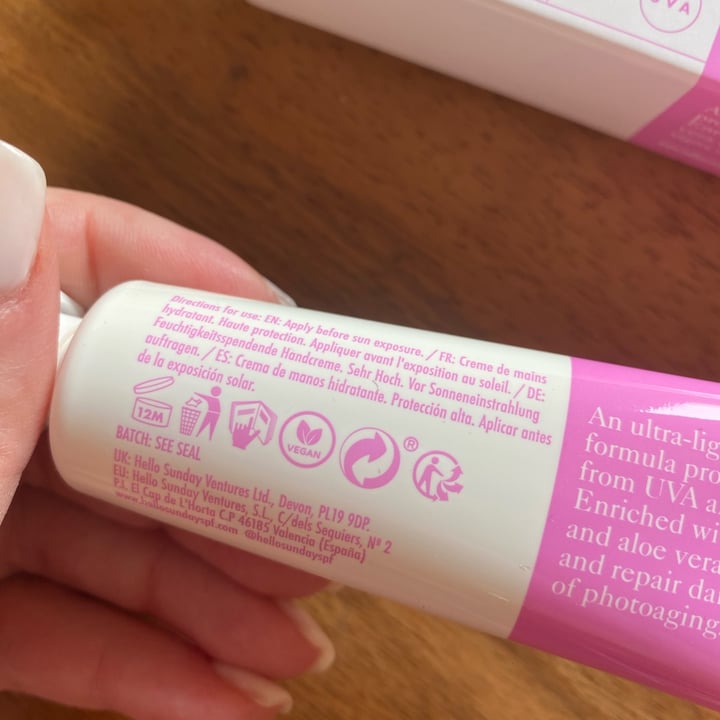 UVA
Directions for use: EN: Apply before sun exposure. / FR: Creme de mains
hydratant. Haute protection. Appliquer avant l'exposition au soleil. / DE:
Feuchtigkeitsspendende Handcreme. Sehr Hoch. Vor Sonneneinstrahlung
auftragen. / ES: Crema de manos hidratante. Protección alta. Aplicar antes
de la exposición solar.
12M
VEGAN
®
BATCH: SEE SEAL
UK: Hello Sunday Ventures Ltd., Devon, PL19 9DP.
EU: Hello Sunday Ventures, S.L., C/dels Sequiers, Nº 2
P.I. El Cap de L'Horta C.P 46185 Valencia (España)
www.hellosundayspf.com @hellosundayspf
An ultra-lig
formula pro
from UVA a
Enriched wi
and aloe vera
and repair da
of photoaging